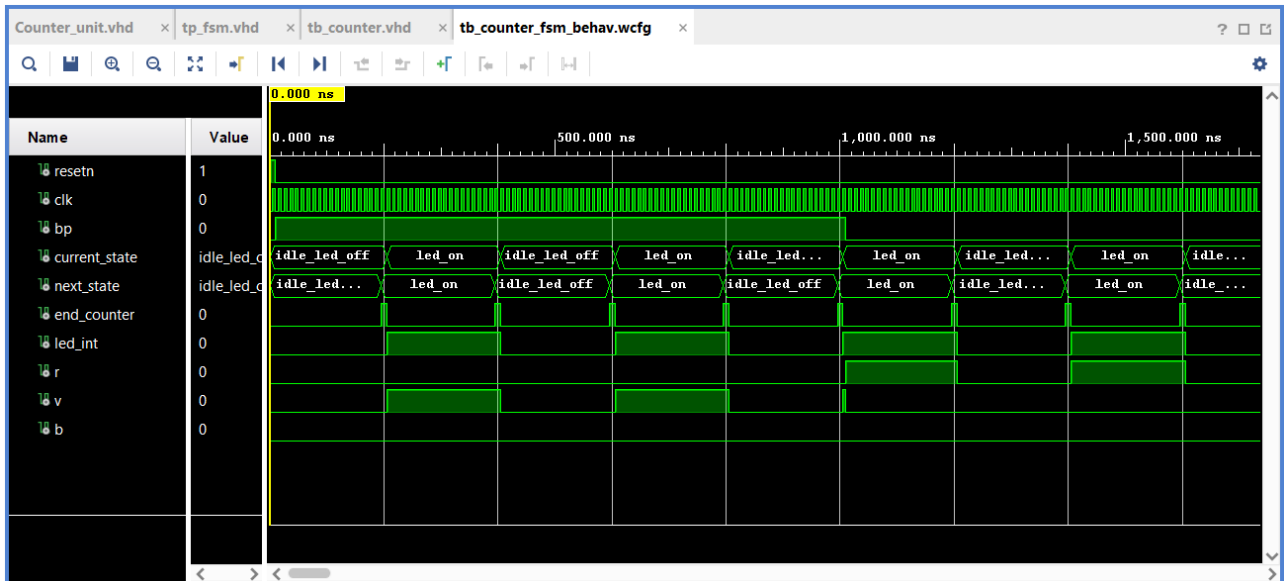 Counter_unit.vhd × tp_fsm.vhd × tb_counter.vhd × tb_counter_fsm_behav.wcfg × ?
0.000 ns
Name Value 0.000 ns 500.000 ns 1,000.000 ns 1,500.000 ns
resetn 1
clk 0
bp 0
current_state idle_led_o idle_led_off led_on idle_led_off led_on idle_led... led_on idle_led... led_on idle...
next_state idle_led_o idle_led... led_on idle_led_off led_on idle_led_off led_on idle_led... led_on idle_...
end_counter 0
led_int 0
r 0
v 0
b 0